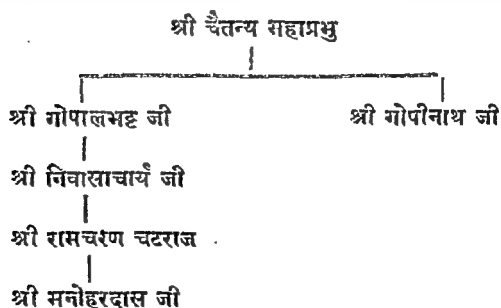 श्री चैतन्य महाप्रभु
श्री गोपालभट्ट जी श्री गोपीनाथ जी
श्री निवासाचार्य जी
श्री रामचरण चटराज
श्री मनोहरदास जी